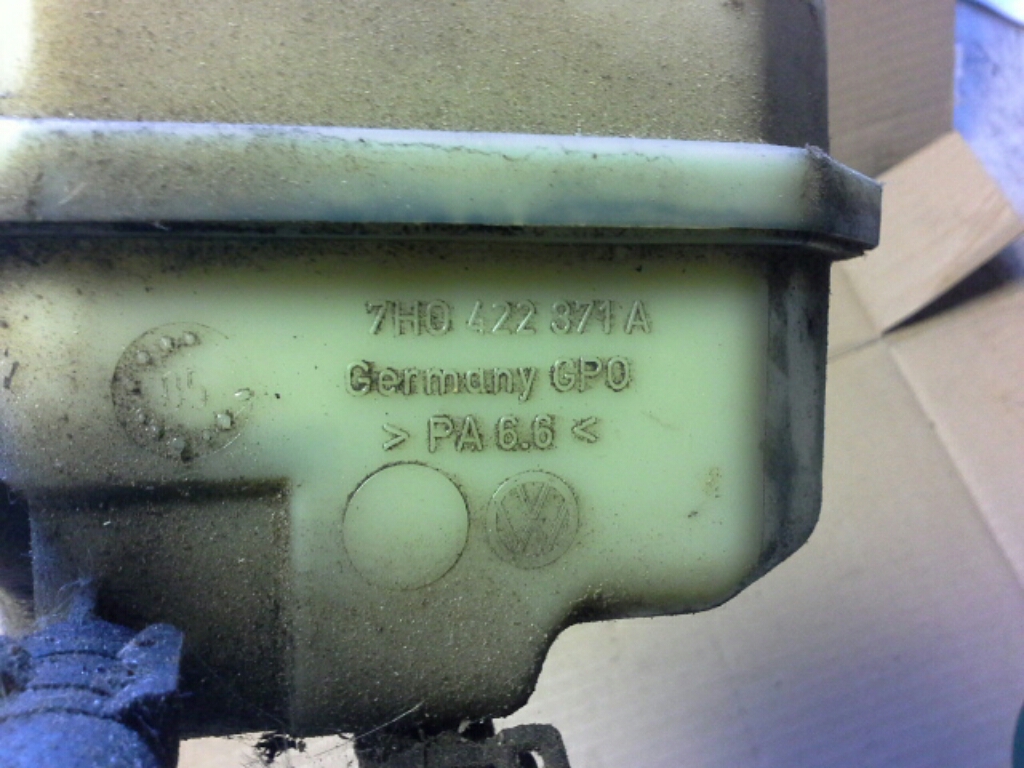 7H0 422 371 A
Germany GPO
> PA 6.6 <